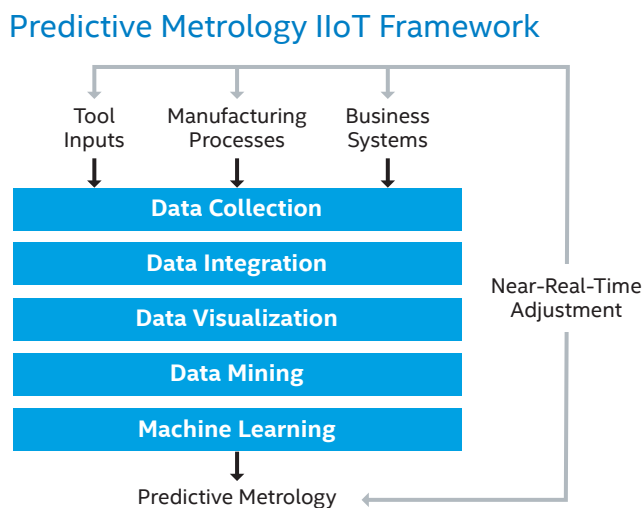 Predictive Metrology IIoT Framework
Tool
Inputs
Manufacturing
Processes
Business
Systems
Data Collection
Data Integration
Data Visualization
Data Mining
Machine Learning
Near-Real-Time
Adjustment
Predictive Metrology